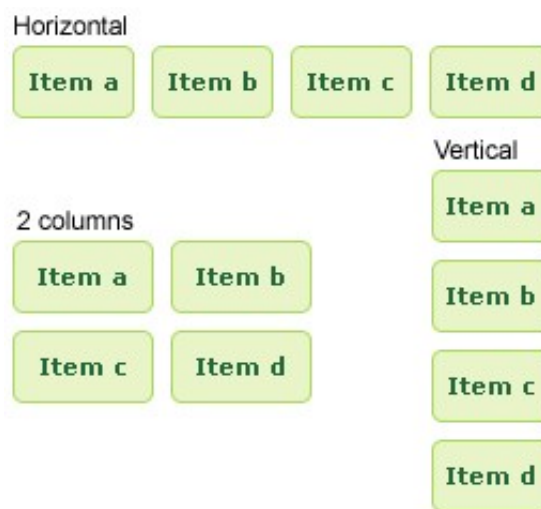 Horizontal
Item a Item b Item c Item d
Vertical
Item a
Item b
Item c
Item d
2 columns
Item a Item b
Item c Item d